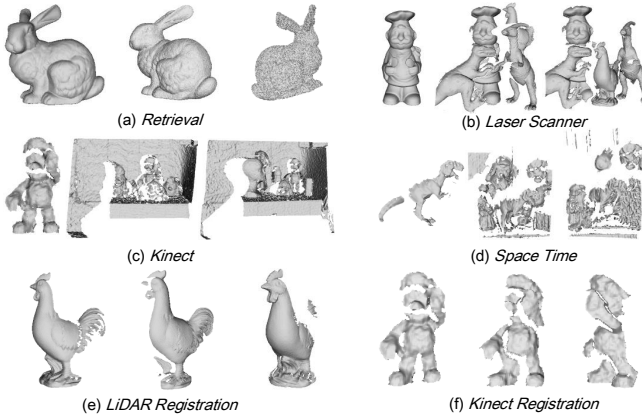 (a) Retrieval
(b) Laser Scanner
(c) Kinect
(d) Space Time
(e) LiDAR Registration
(f) Kinect Registration